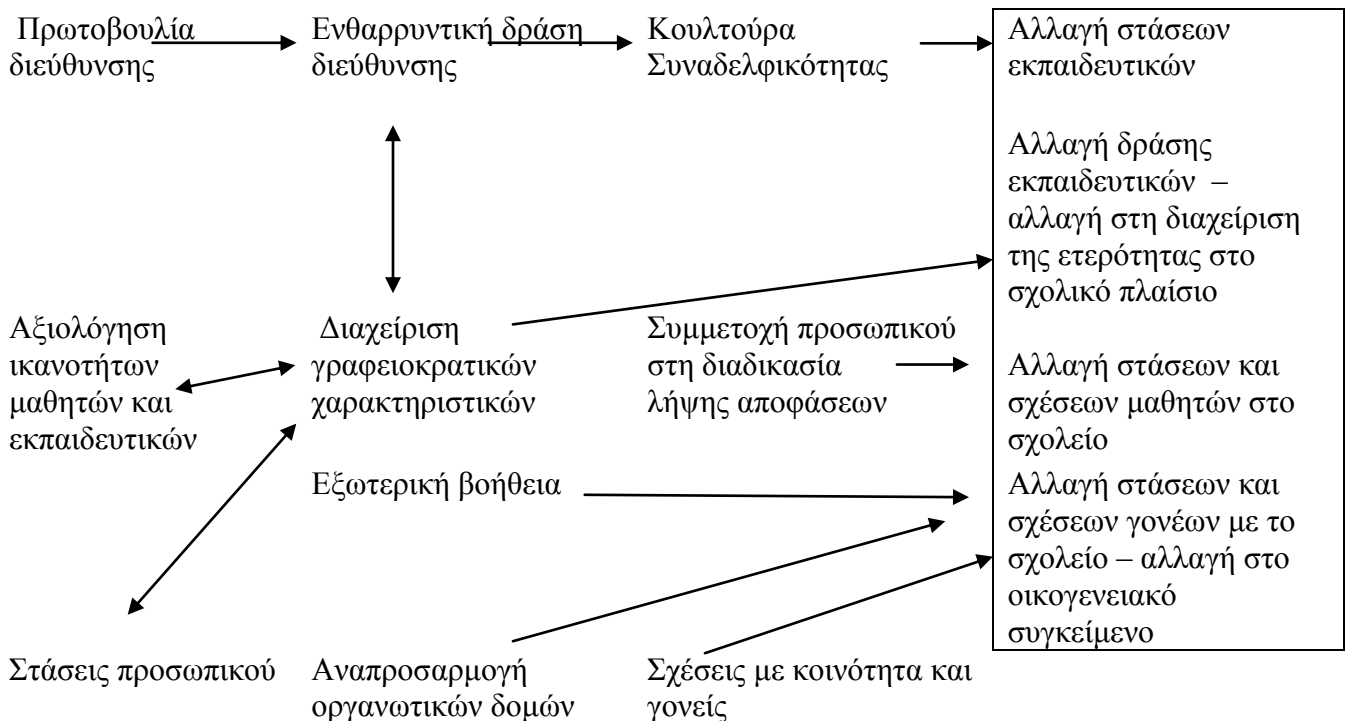 Πρωτοβουλία
διεύθυνσης
Ενθαρρυντική δράση
διεύθυνσης
Κουλτούρα
Συναδελφικότητας
Αλλαγή στάσεων
εκπαιδευτικών
Αλλαγή δράσης
εκπαιδευτικών –
αλλαγή στη διαχείριση
της ετερότητας στο
σχολικό πλαίσιο
Αξιολόγηση
ικανοτήτων
μαθητών και
εκπαιδευτικών
Διαχείριση
γραφειοκρατικών
χαρακτηριστικών
Συμμετοχή προσωπικού
στη διαδικασία
λήψης αποφάσεων
Αλλαγή στάσεων και
σχέσεων μαθητών στο
σχολείο
Εξωτερική βοήθεια
Αλλαγή στάσεων και
σχέσεων γονέων με το
σχολείο – αλλαγή στο
οικογενειακό
συγκείμενο
Στάσεις προσωπικού
Αναπροσαρμογή
οργανωτικών δομών
Σχέσεις με κοινότητα και
γονείς